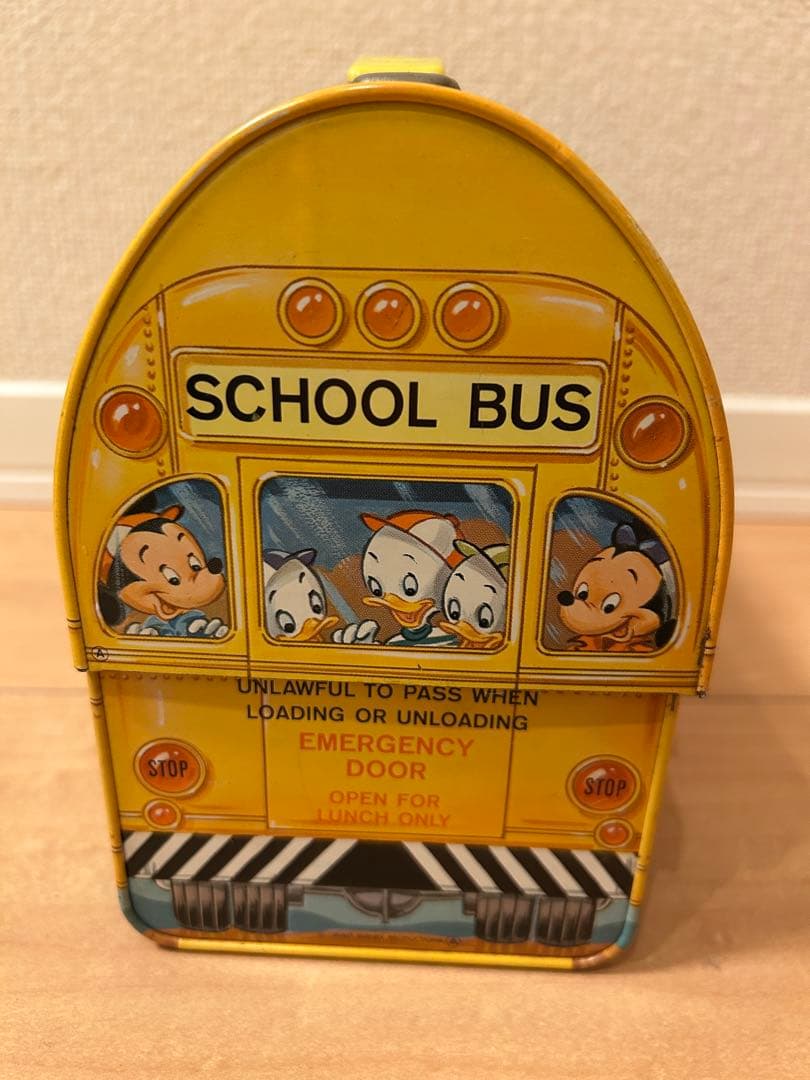 SCHOOL BUS
A
UNLAWFUL TO PASS WHEN
LOADING OR UNLOADING
EMERGENCY
DOOR
STOP
STOP
OPEN FOR
LUNCH ONLY